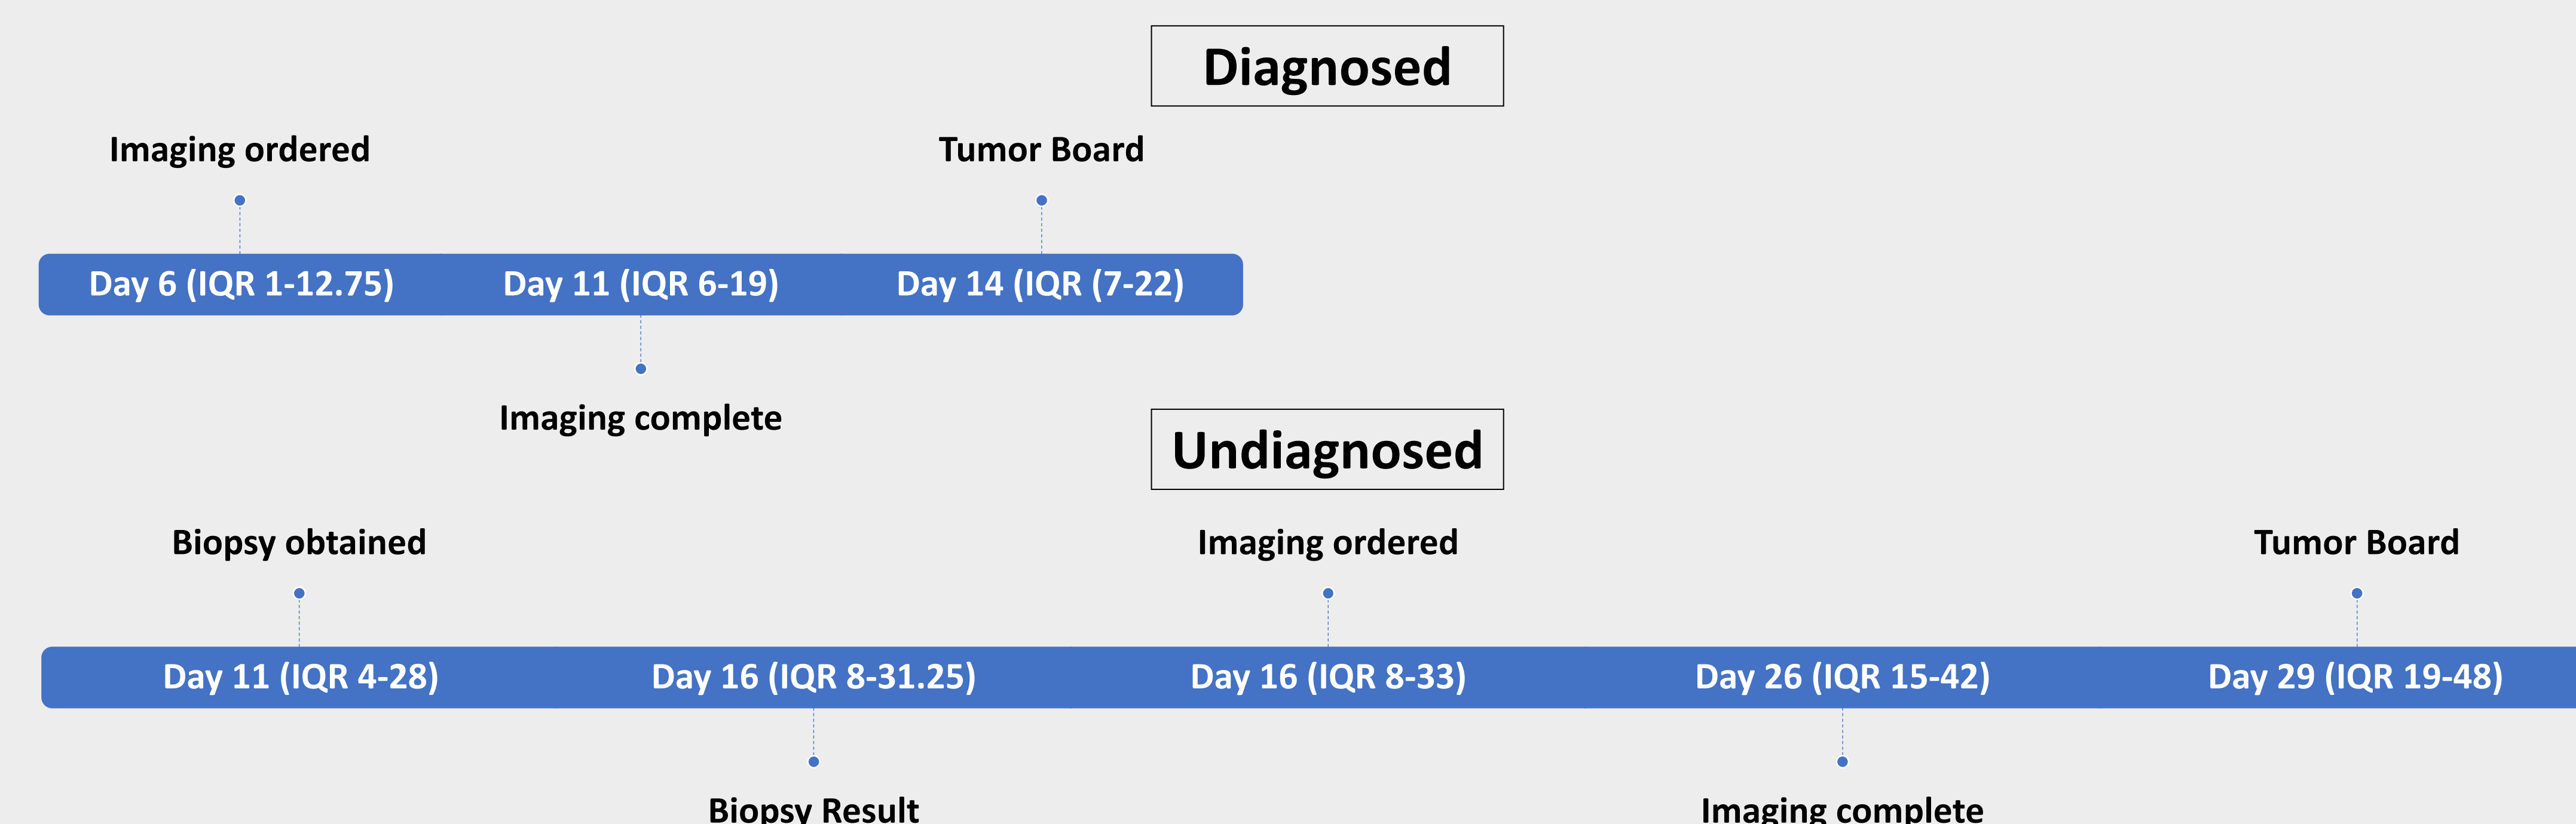 Diagnosed
Imaging ordered
Tumor Board
Day 6 (IQR 1-12.75)
Day 11 (IQR 6-19)
Day 14 (IQR (7-22)
Imaging complete
Undiagnosed
Biopsy obtained
Imaging ordered
Tumor Board
Day 11 (IQR 4-28)
Day 16 (IQR 8-31.25)
Day 16 (IQR 8-33)
Day 26 (IQR 15-42)
Day 29 (IQR 19-48)
Biopsy Result
Imaging complete